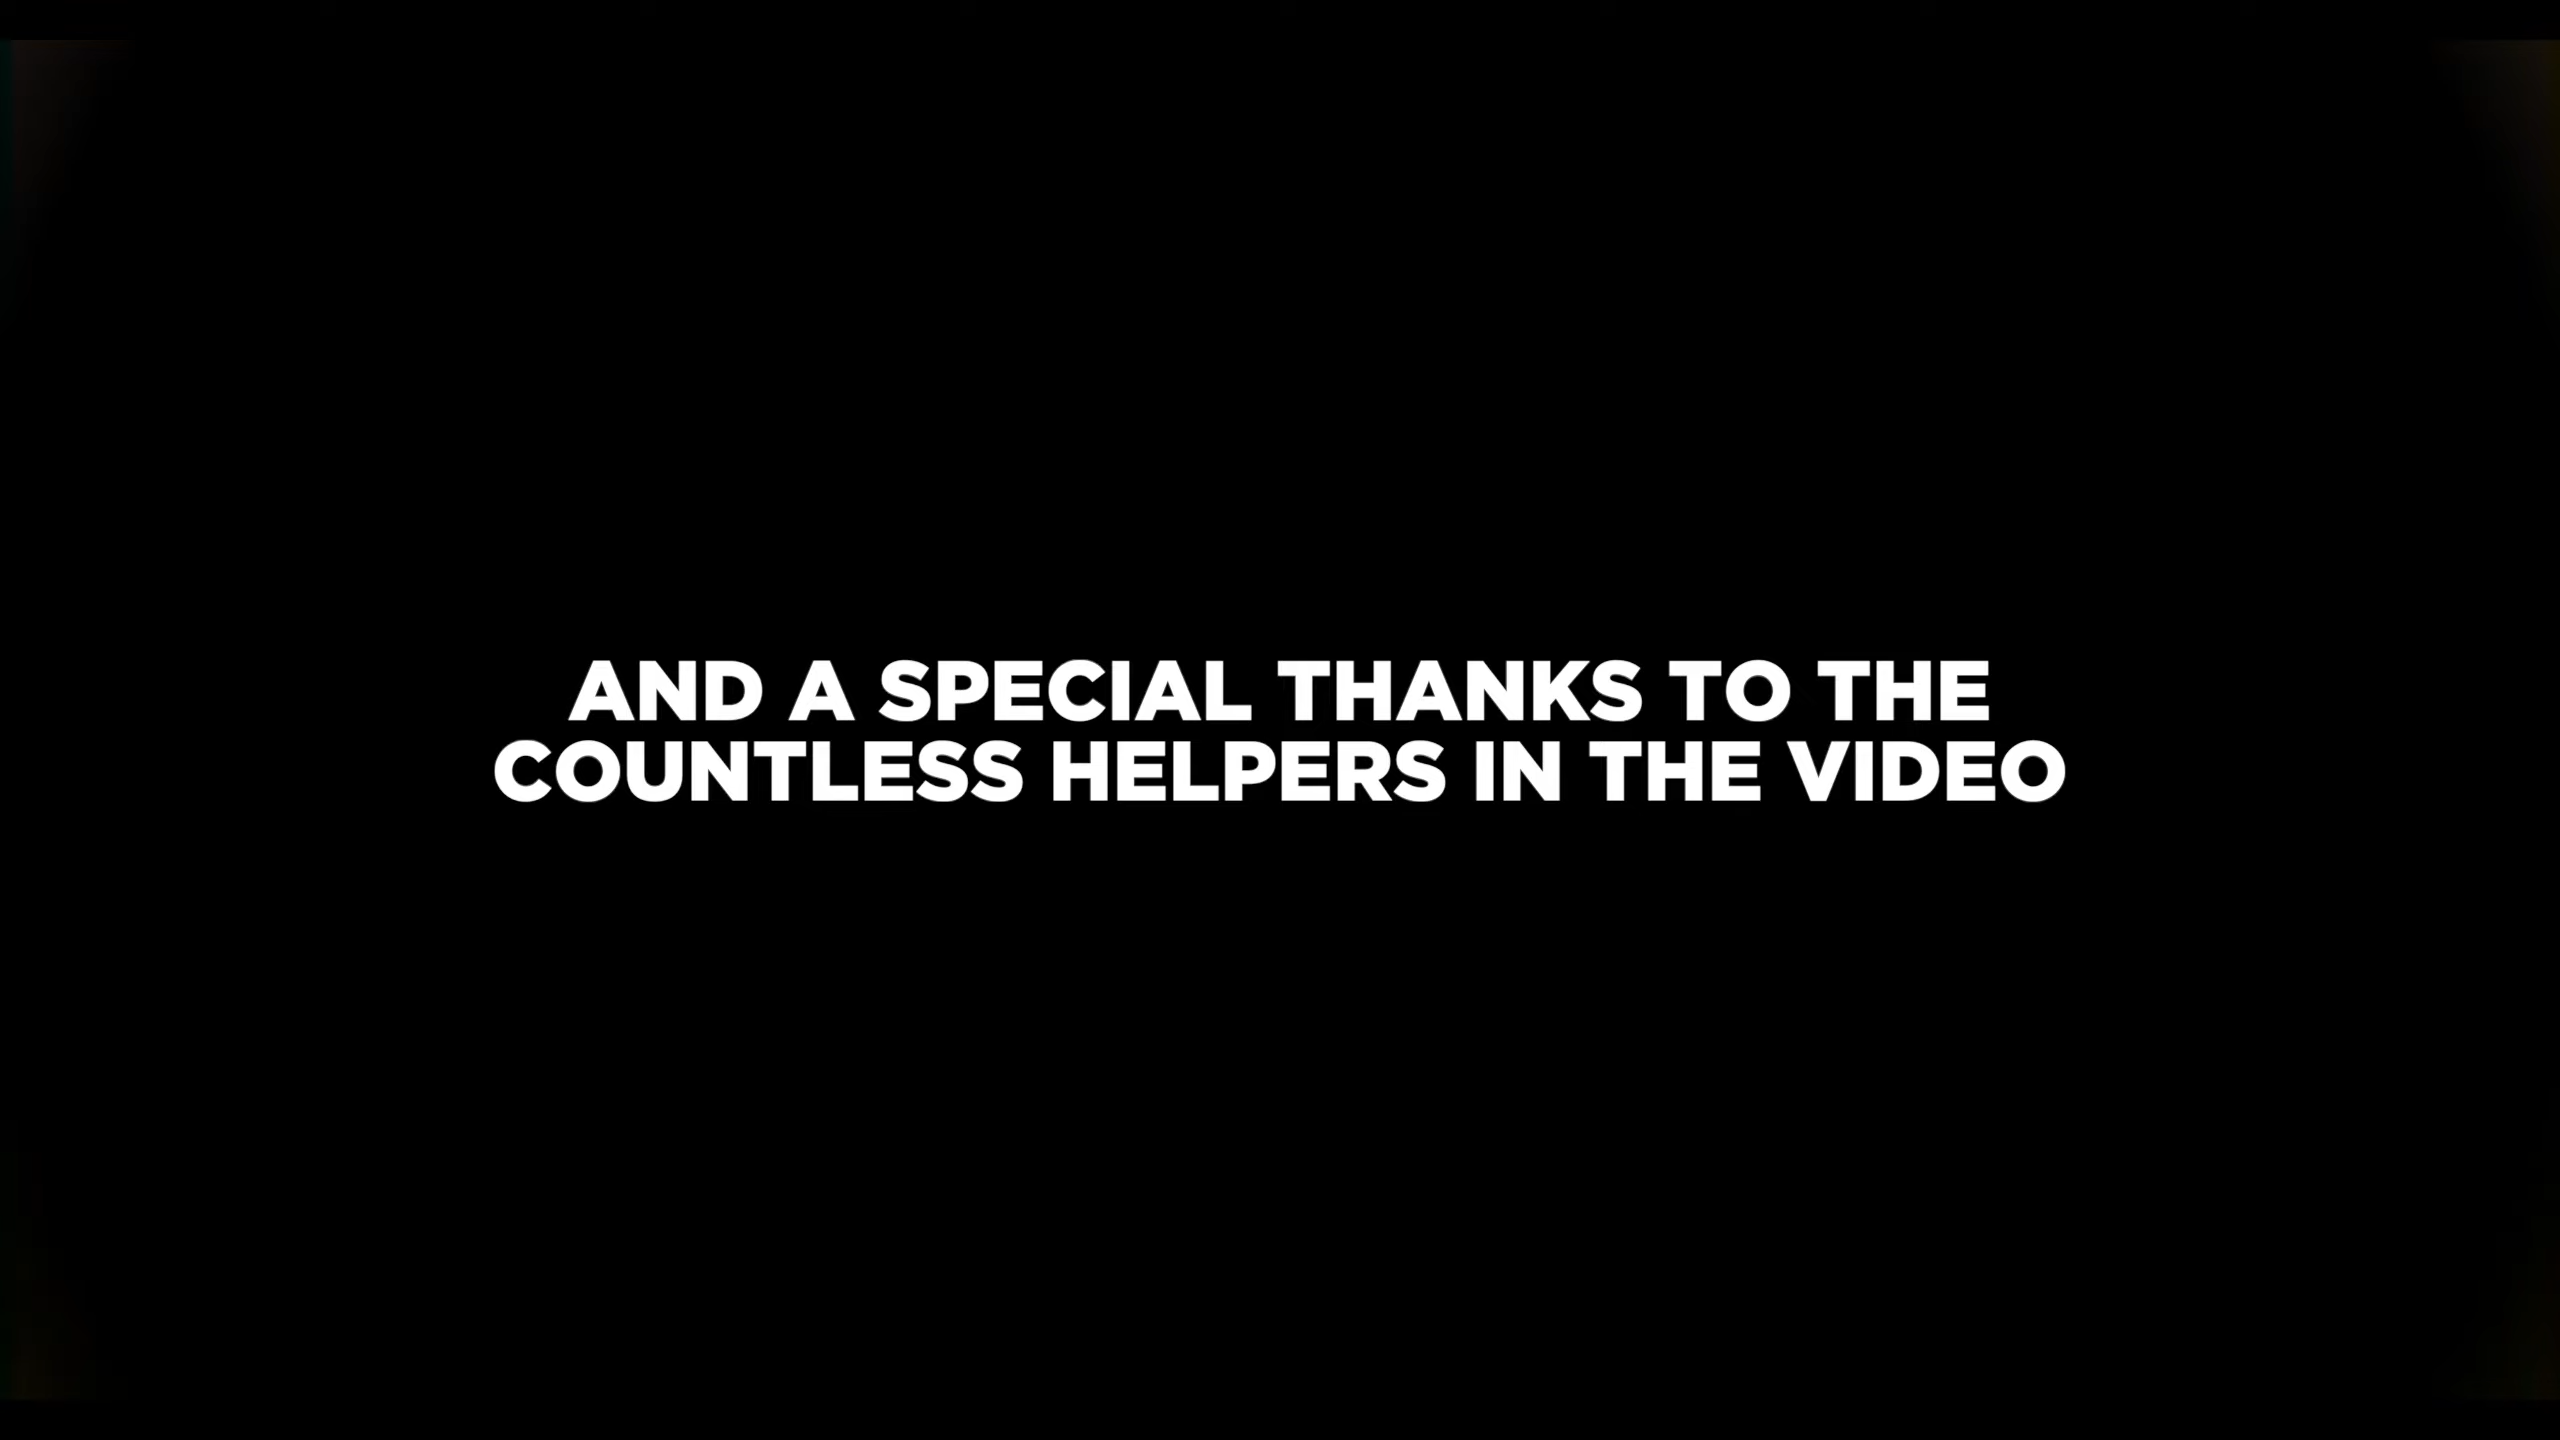 AND A SPECIAL THANKS TO THE
COUNTLESS HELPERS IN THE VIDEO